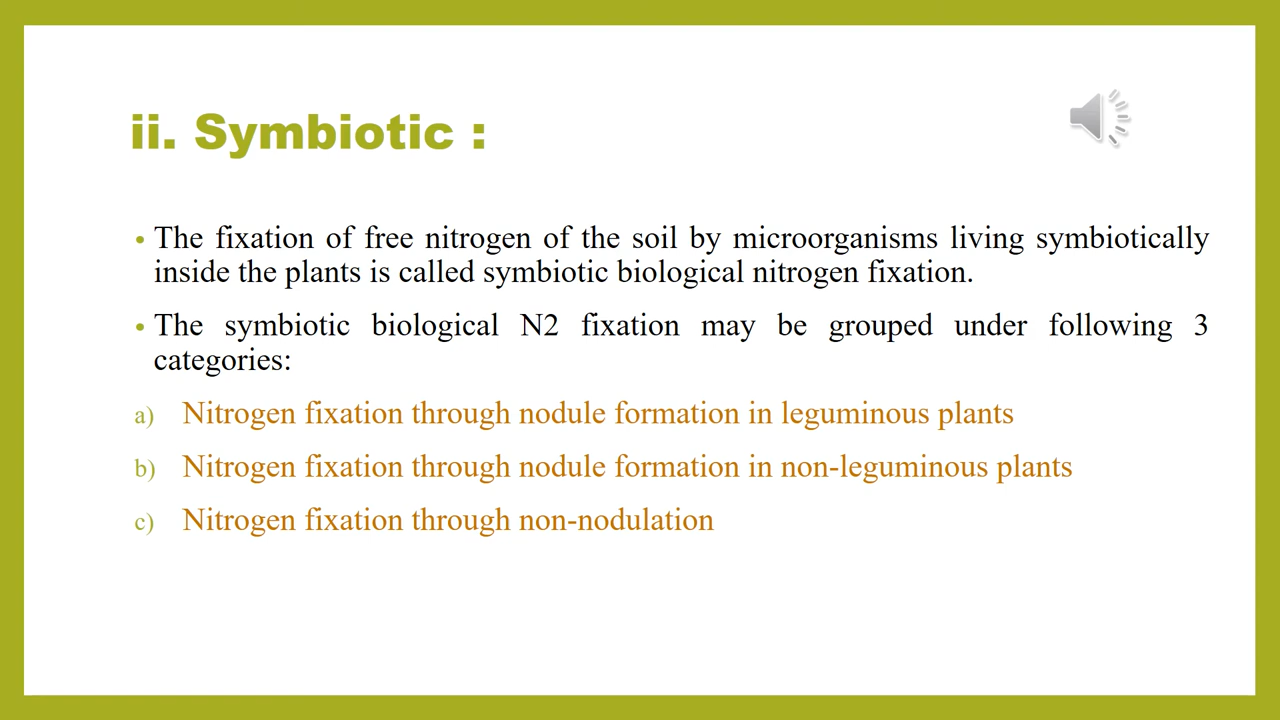 ii. Symbiotic :
• The fixation of free nitrogen of the soil by microorganisms living symbiotically
inside the plants is called symbiotic biological nitrogen fixation.
• The symbiotic biological N2 fixation may be grouped under following 3
categories:
a) Nitrogen fixation through nodule formation in leguminous plants
b) Nitrogen fixation through nodule formation in non-leguminous plants
c) Nitrogen fixation through non-nodulation